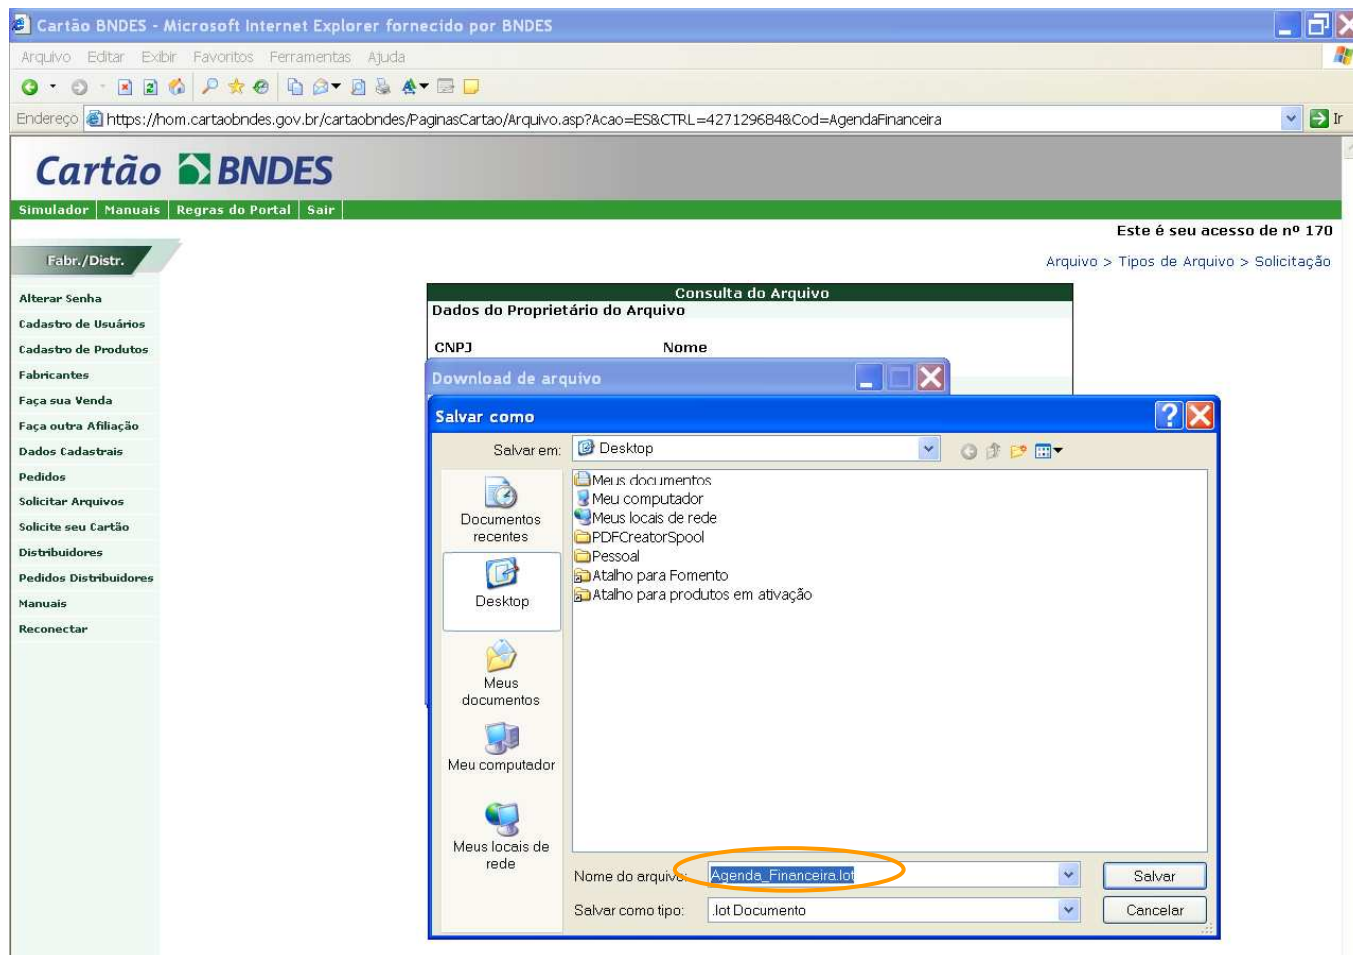 Cartão BNDES - Microsoft Internet Explorer fornecido por BNDES
Arquivo Editar Exibir Favoritos Ferramentas Ajuda
Endereço https://hom.cartaobndes.gov.br/cartaobndes/PaginasCartao/Arquivo.asp?Acao=ES&CTRL=427129684&Cod=AgendaFinanceira Ir
Cartão BNDES
Simulador Manuais Regras do Portal Sair
Este é seu acesso de nº 170
Fabr./Distr.
Arquivo > Tipos de Arquivo > Solicitação
Alterar Senha
Cadastro de Usuários
Cadastro de Produtos
Fabricantes
Faça sua Venda
Faça outra Afiliação
Dados Cadastrais
Pedidos
Solicitar Arquivos
Solicite seu Cartão
Distribuidores
Pedidos Distribuidores
Manuais
Reconectar
Consulta do Arquivo
Dados do Proprietário do Arquivo
CNPJ Nome
Download de arquivo
Salvar como
Salvar em: Desktop
Documentos recentes
Desktop
Meus documentos
Meu computador
Meus locais de rede
Meus documentos
Meu computador
Meus locais de rede
PDFCreatorSpool
Pessoal
Atalho para Fomento
Atalho para produtos em ativação
Nome do arquivo: Agenda_Financeira.lot Salvar
Salvar como tipo: .lot Documento Cancelar